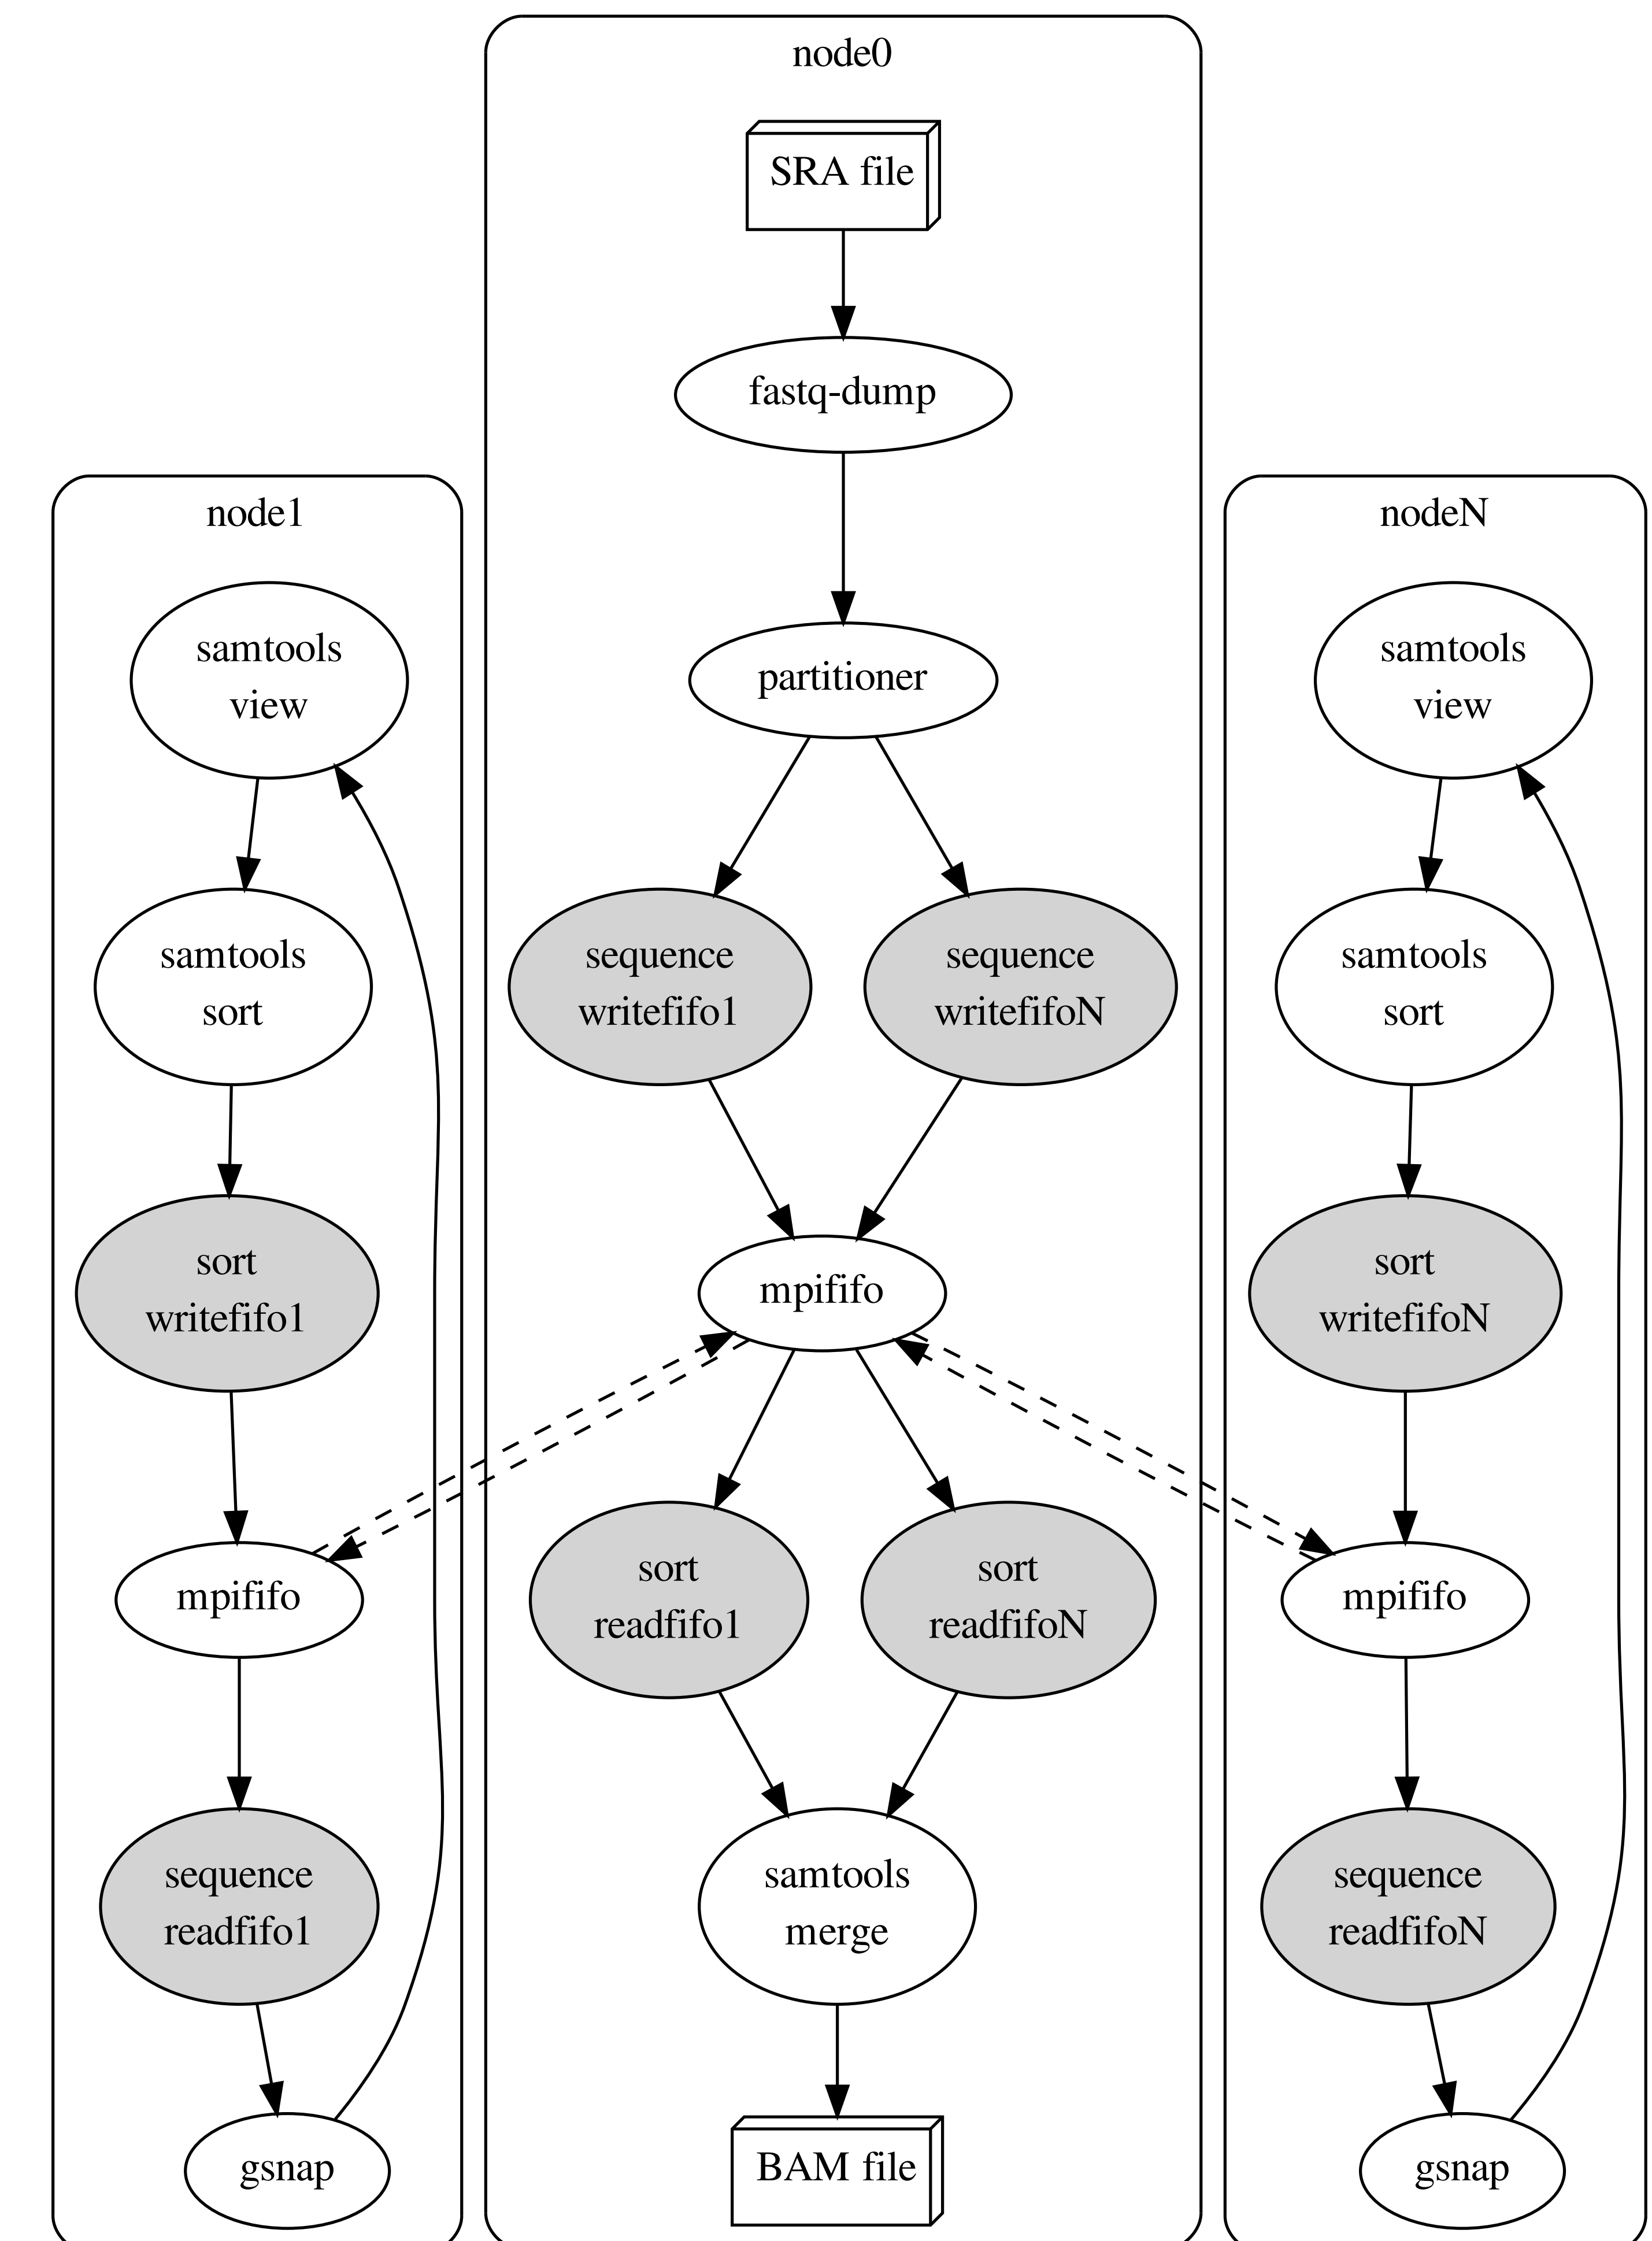 node0
SRA file
fastq-dump
partitioner
sequence
writefifo1
sequence
writefifoN
mpififo
sort
readfifo1
sort
readfifoN
samtools
merge
BAM file
node1
samtools
view
samtools
sort
sort
writefifo1
mpififo
sequence
readfifo1
gsnap
nodeN
samtools
view
samtools
sort
sort
writefifoN
mpififo
sequence
readfifoN
gsnap